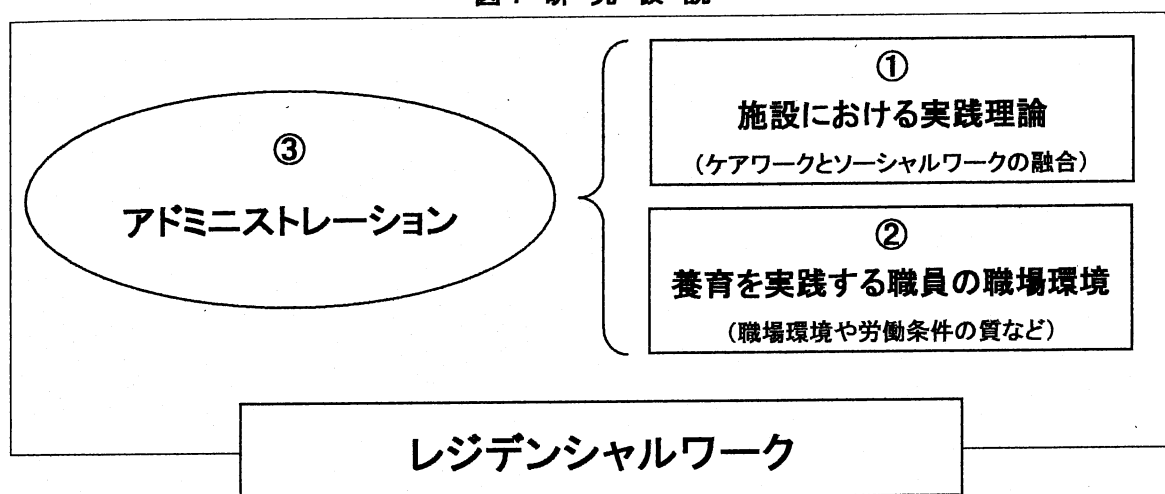 ③
アドミニストレーション
①
施設における実践理論
(ケアワークとソーシャルワークの融合)
②
養育を実践する職員の職場環境
(職場環境や労働条件の質など)
レジデンシャルワーク